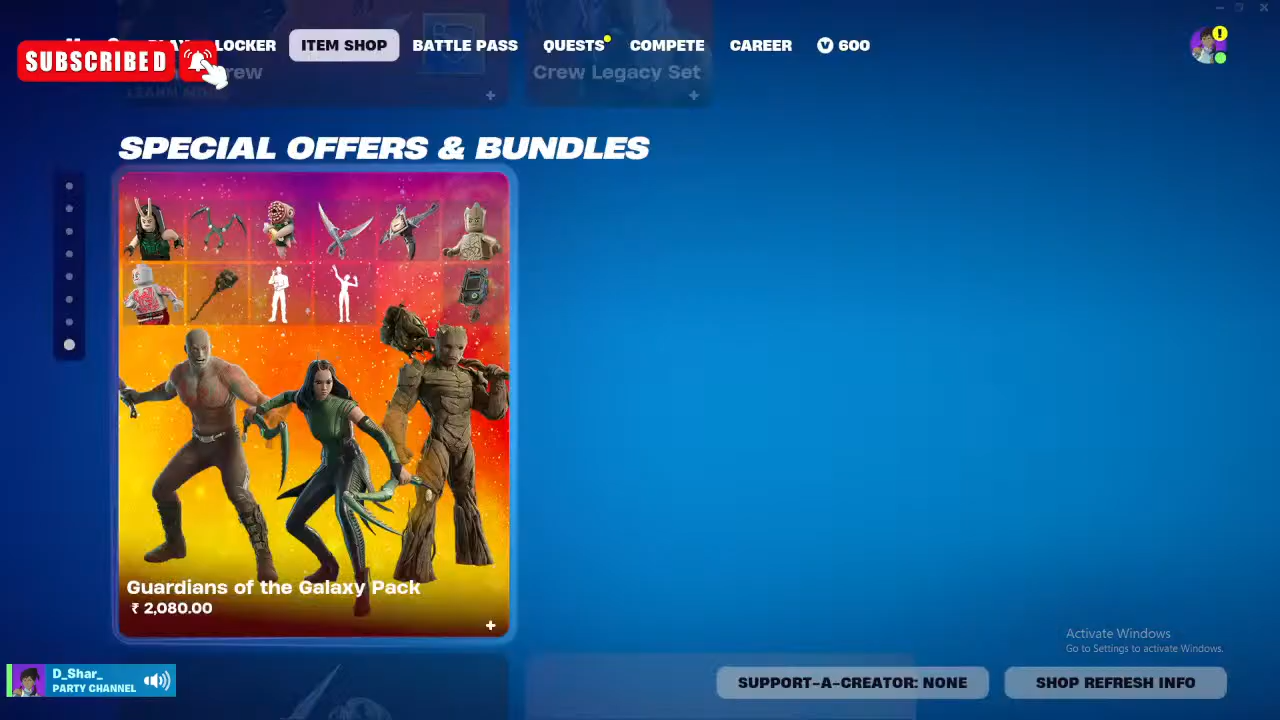 PLAY
LOCKER
ITEM SHOP
BATTLE PASS
QUESTS
COMPETE
CAREER
V 600
SUBSCRIBED
Crew Legacy Set
SPECIAL OFFERS & BUNDLES
Guardians of the Galaxy Pack
₹ 2,080.00
Activate Windows
Go to Settings to activate Windows.
D_Shar_
PARTY CHANNEL
SUPPORT-A-CREATOR: NONE
SHOP REFRESH INFO